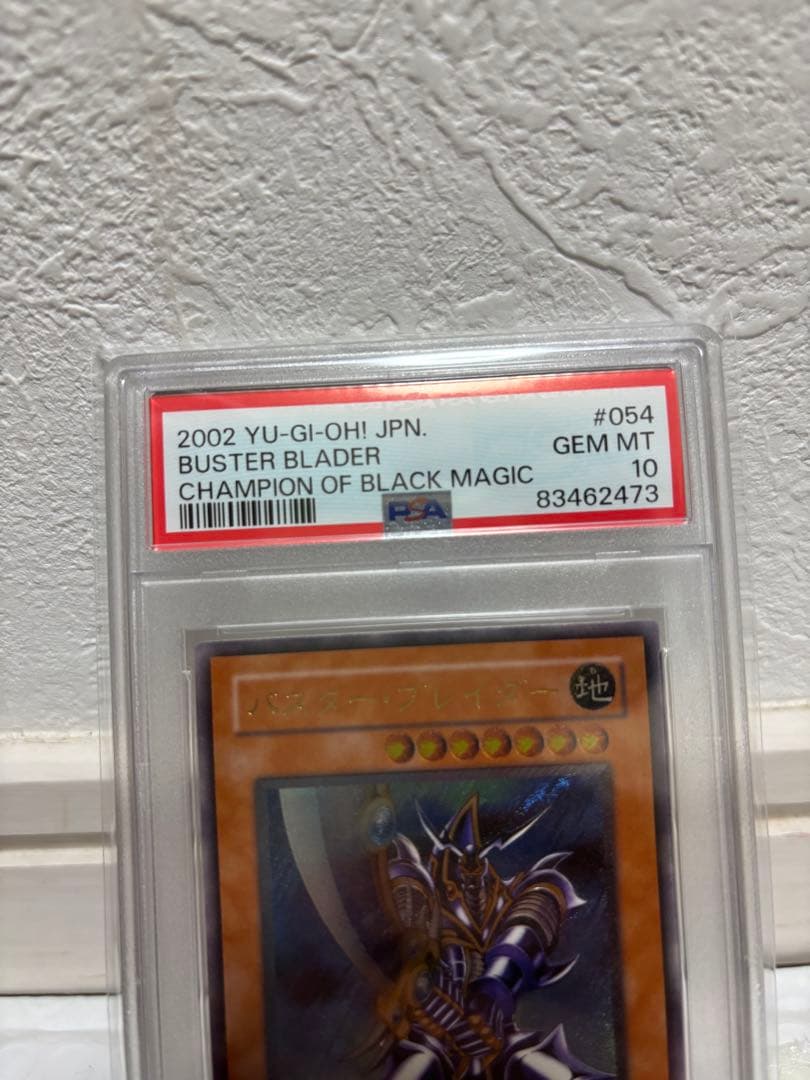 2002 YU-GI-OH! JPN. #054
BUSTER BLADER GEM MT
CHAMPION OF BLACK MAGIC 10
PSA 83462473
バスター・ブレイダー 地